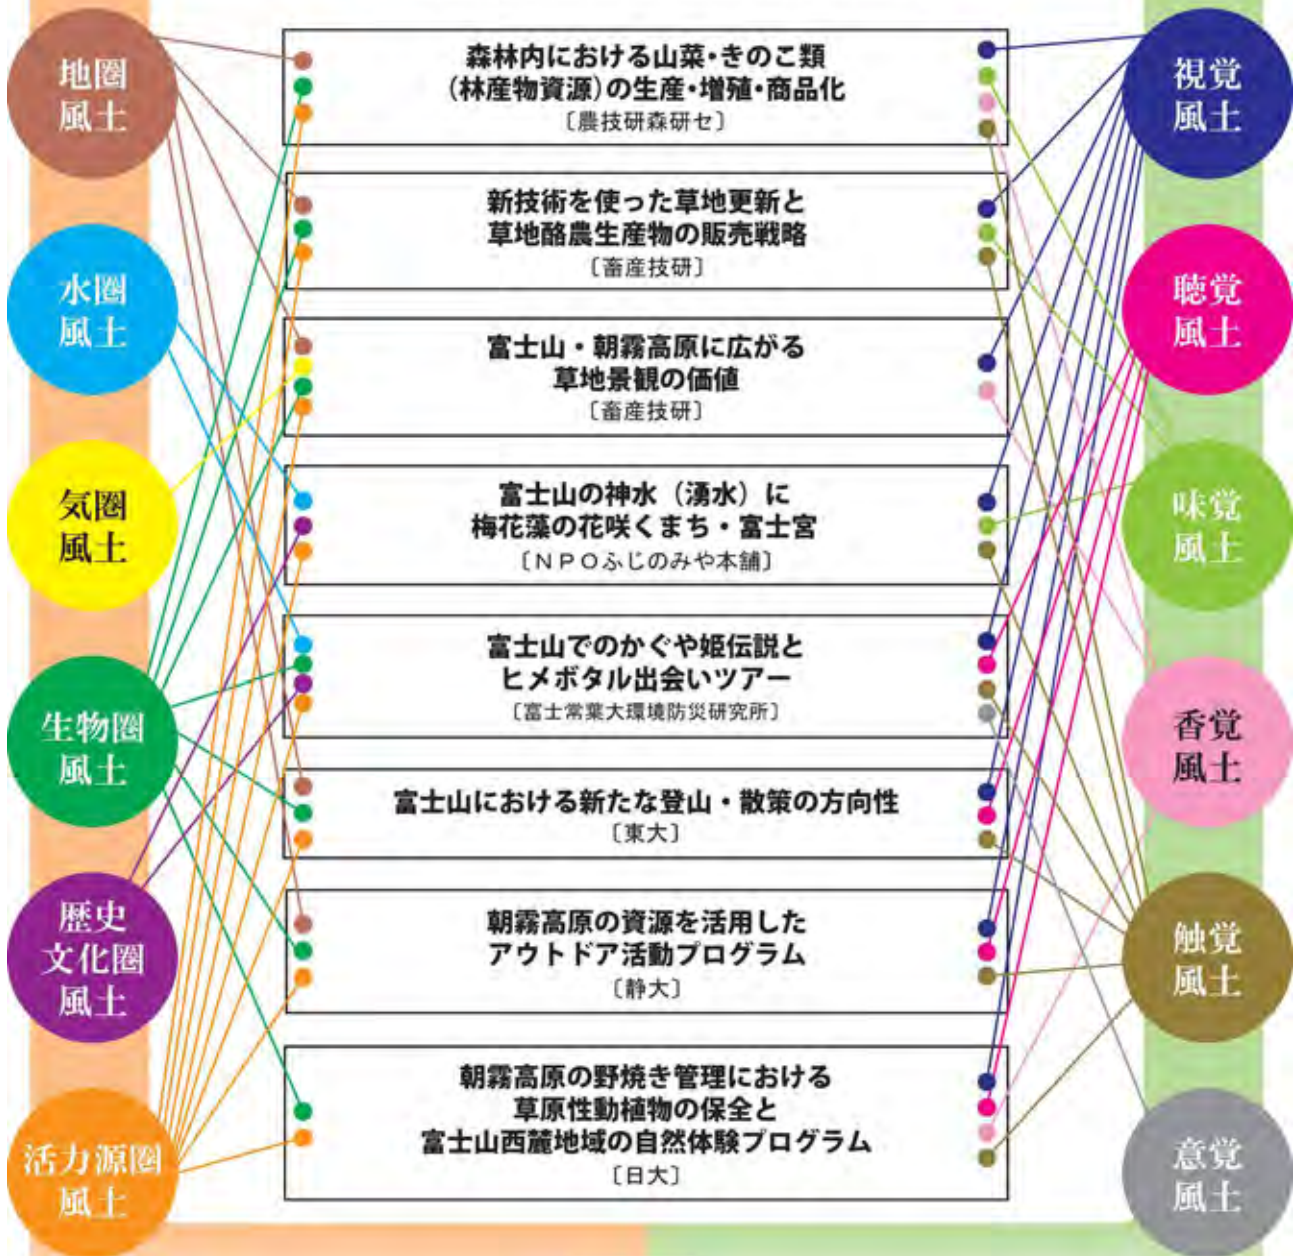 地圏
風土
水圏
風土
気圏
風土
生物圏
風土
歴史
文化圏
風土
活力源圏
風土
森林内における山菜・きのこ類
(林産物資源)の生産・増殖・商品化
〔農技研森研セ〕
新技術を使った草地更新と
草地酪農生産物の販売戦略
〔畜産技研〕
富士山・朝霧高原に広がる
草地景観の価値
〔畜産技研〕
富士山の神水（湧水）に
梅花藻の花咲くまち・富士宮
〔ＮＰＯふじのみや本舗〕
富士山でのかぐや姫伝説と
ヒメボタル出会いツアー
〔富士常葉大環境防災研究所〕
富士山における新たな登山・散策の方向性
〔東大〕
朝霧高原の資源を活用した
アウトドア活動プログラム
〔静大〕
朝霧高原の野焼き管理における
草原性動植物の保全と
富士山西麓地域の自然体験プログラム
〔日大〕
視覚
風土
聴覚
風土
味覚
風土
香覚
風土
触覚
風土
意覚
風土